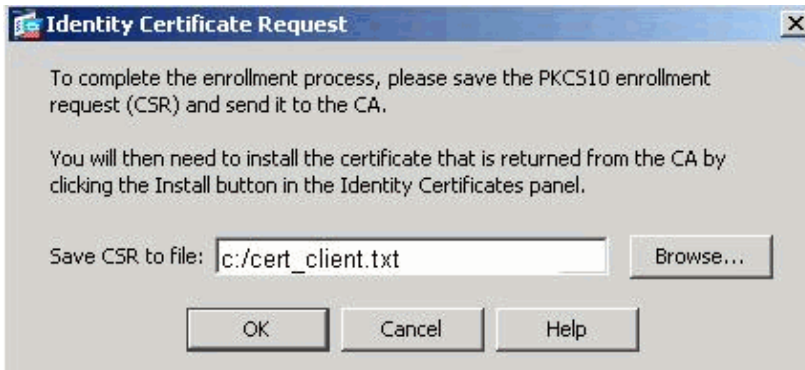 Identity Certificate Request
To complete the enrollment process, please save the PKCS10 enrollment
request (CSR) and send it to the CA.
You will then need to install the certificate that is returned from the CA by
clicking the Install button in the Identity Certificates panel.
Save CSR to file: c:/cert_client.txt Browse...
OK Cancel Help